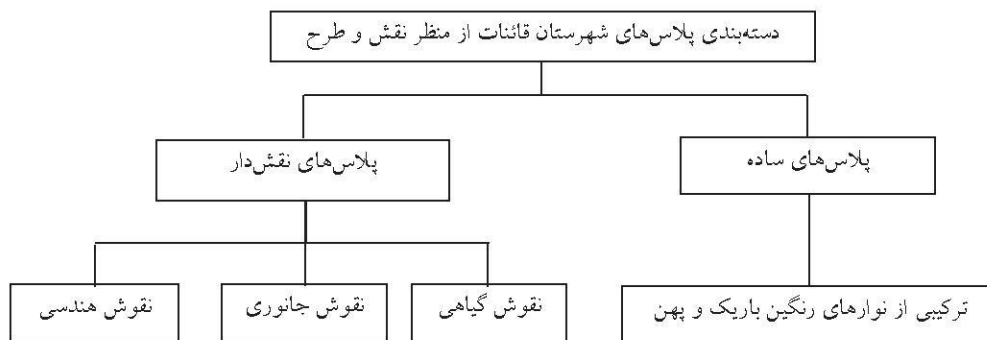 دسته‌بندی پلاس‌های شهرستان قائنات از منظر نقش و طرح
پلاس‌های ساده
پلاس‌های نقش‌دار
ترکیبی از نوارهای رنگین باریک و پهن
نقوش گیاهی
نقوش جانوری
نقوش هندسی